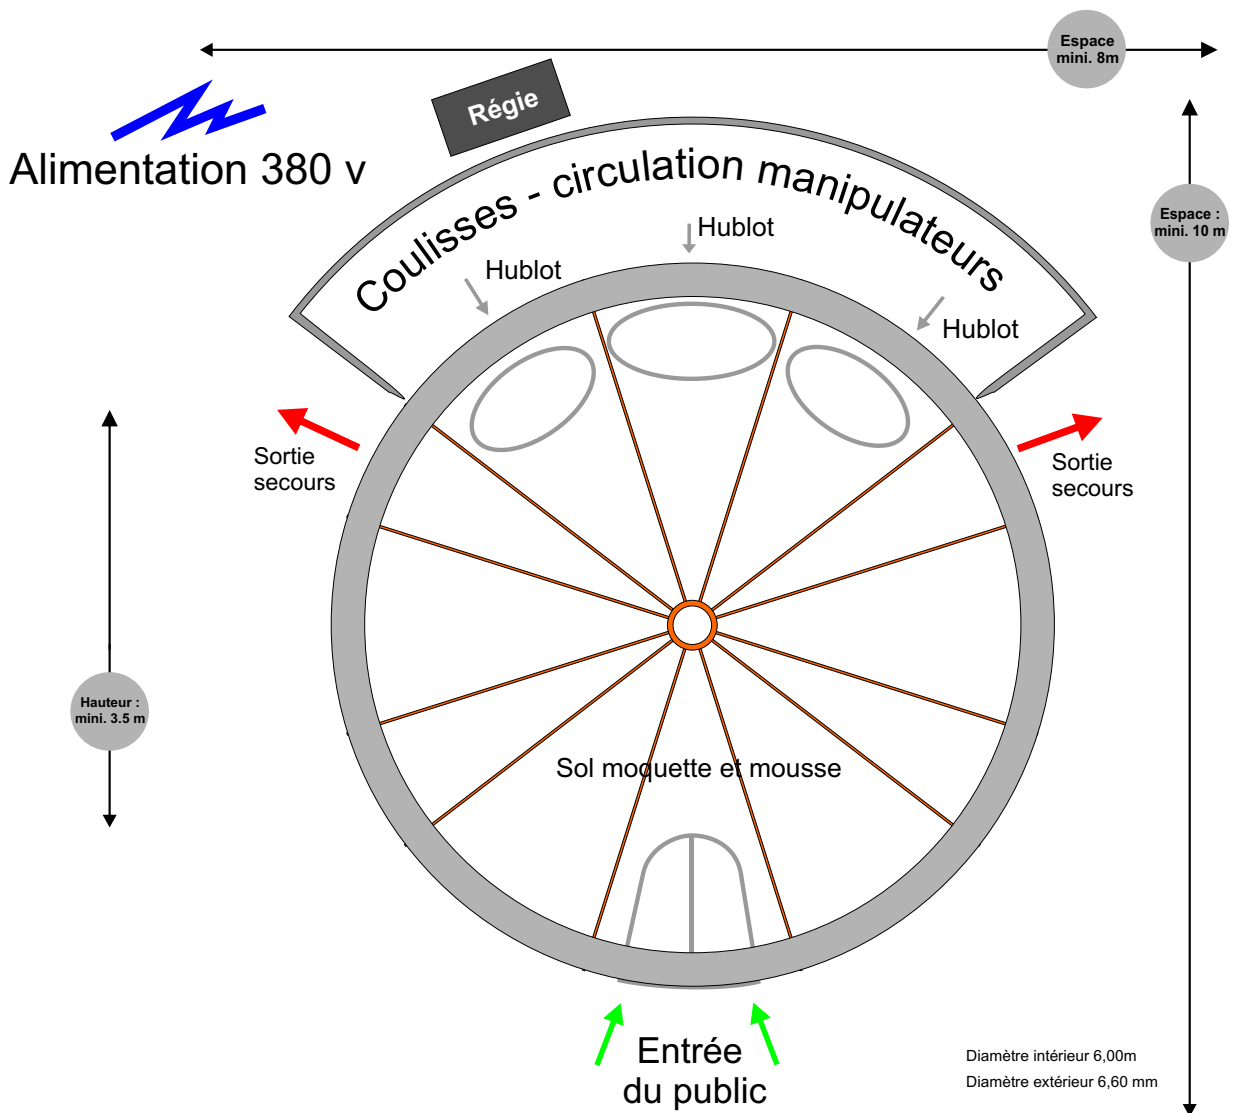 Espace
mini. 8m
Régie
Alimentation 380 v
Coulisses - circulation manipulateurs
Espace :
mini. 10 m
Hublot
Hublot
Hublot
Sortie
secours
Sortie
secours
Hauteur :
mini. 3.5 m
Sol moquette et mousse
Entrée
du public
Diamètre intérieur 6,00m
Diamètre extérieur 6,60 mm